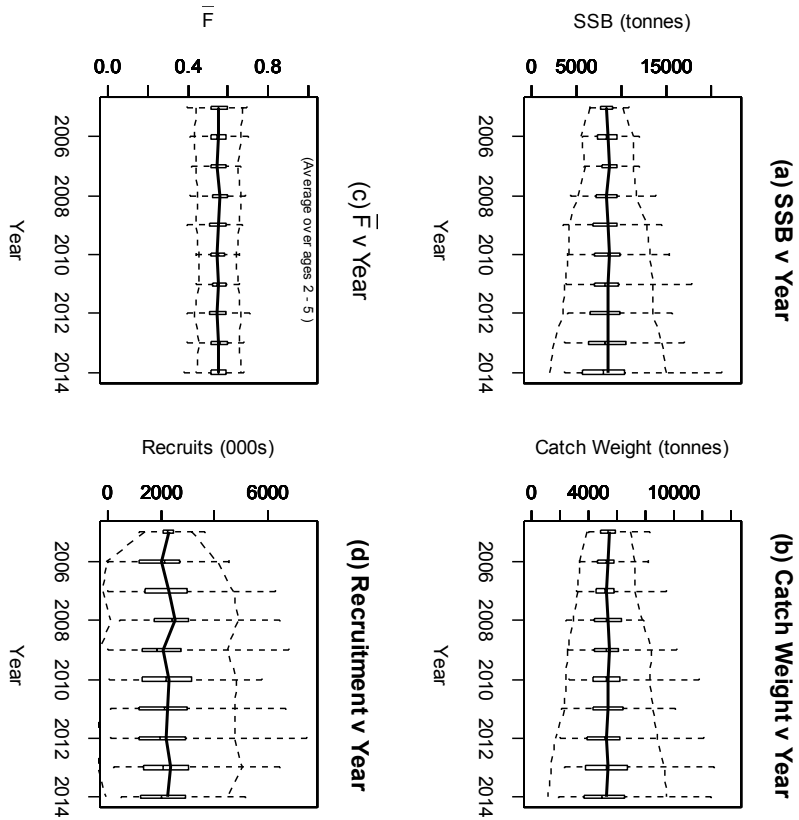 (a) SSB v Year
SSB (tonnes)
0 5000 15000
2006 2008 2010 2012 2014
Year
(b) Catch Weight v Year
Catch Weight (tonnes)
0 4000 10000
2006 2008 2010 2012 2014
Year
(c) F̅ v Year
(Average over ages 2 - 5 )
F̅
0.0 0.4 0.8
2006 2008 2010 2012 2014
Year
(d) Recruitment v Year
Recruits (000s)
0 2000 6000
2006 2008 2010 2012 2014
Year